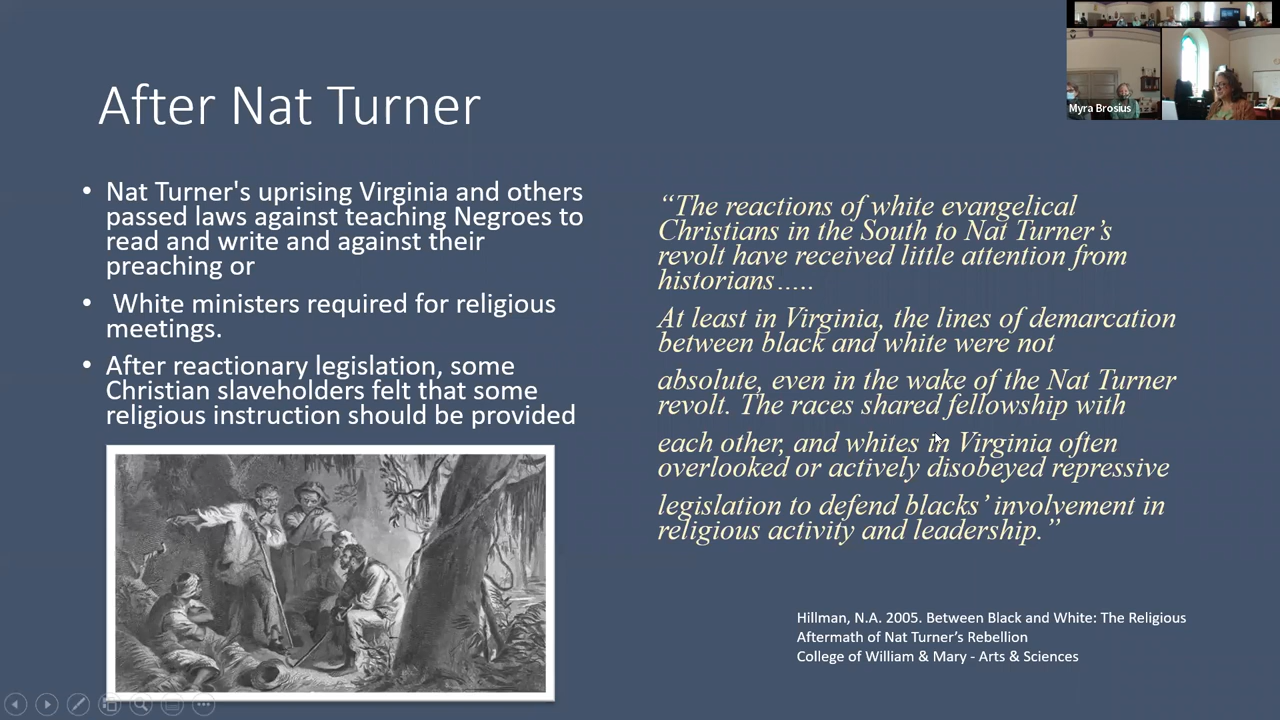 After Nat Turner
• Nat Turner's uprising Virginia and others
passed laws against teaching Negroes to
read and write and against their
preaching or
• White ministers required for religious
meetings.
• After reactionary legislation, some
Christian slaveholders felt that some
religious instruction should be provided
“The reactions of white evangelical
Christians in the South to Nat Turner’s
revolt have received little attention from
historians…..
At least in Virginia, the lines of demarcation
between black and white were not
absolute, even in the wake of the Nat Turner
revolt. The races shared fellowship with
each other, and whites in Virginia often
overlooked or actively disobeyed repressive
legislation to defend blacks’ involvement in
religious activity and leadership.”
Hillman, N.A. 2005. Between Black and White: The Religious
Aftermath of Nat Turner’s Rebellion
College of William & Mary - Arts & Sciences
Myra Brosius